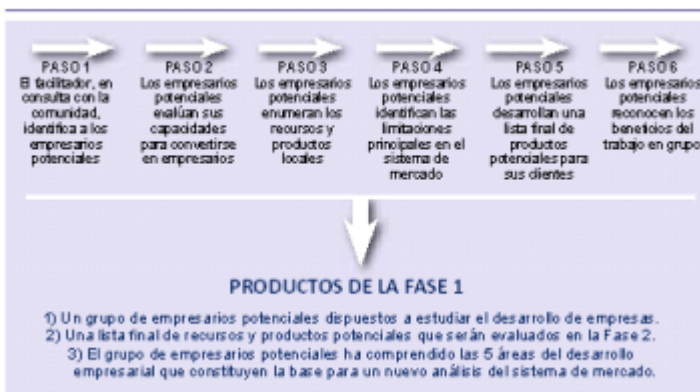 PASO 1
El facilitador, en
consulta con la
comunidad,
identifica a los
empresarios
potenciales
PASO 2
Los empresarios
potenciales
evalúan sus
capacidades
para convertirse
en empresarios
PASO 3
Los empresarios
potenciales
enumeran los
recursos y
productos
locales
PASO 4
Los empresarios
potenciales
identifican las
limitaciones
principales en el
sistema de
mercado
PASO 5
Los empresarios
potenciales
desarrollan una
lista final de
productos
potenciales para
sus clientes
PASO 6
Los empresarios
potenciales
reconocen los
beneficios del
trabajo en grupo
PRODUCTOS DE LA FASE 1
1) Un grupo de empresarios potenciales dispuestos a estudiar el desarrollo de empresas.
2) Una lista final de recursos y productos potenciales que serán evaluados en la Fase 2.
3) El grupo de empresarios potenciales ha comprendido las 5 áreas del desarrollo
empresarial que constituyen la base para un nuevo análisis del sistema de mercado.